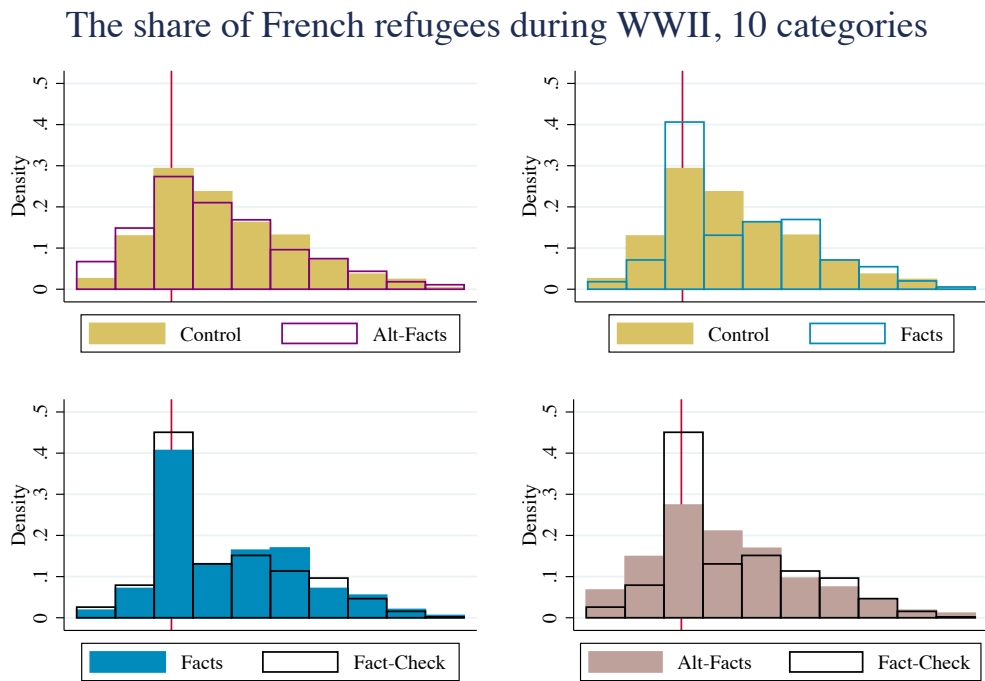 The share of French refugees during WWII, 10 categories
Density
0 .1 .2 .3 .4 .5
Control Alt-Facts
Density
0 .1 .2 .3 .4 .5
Control Facts
Density
0 .1 .2 .3 .4 .5
Facts Fact-Check
Density
0 .1 .2 .3 .4 .5
Alt-Facts Fact-Check